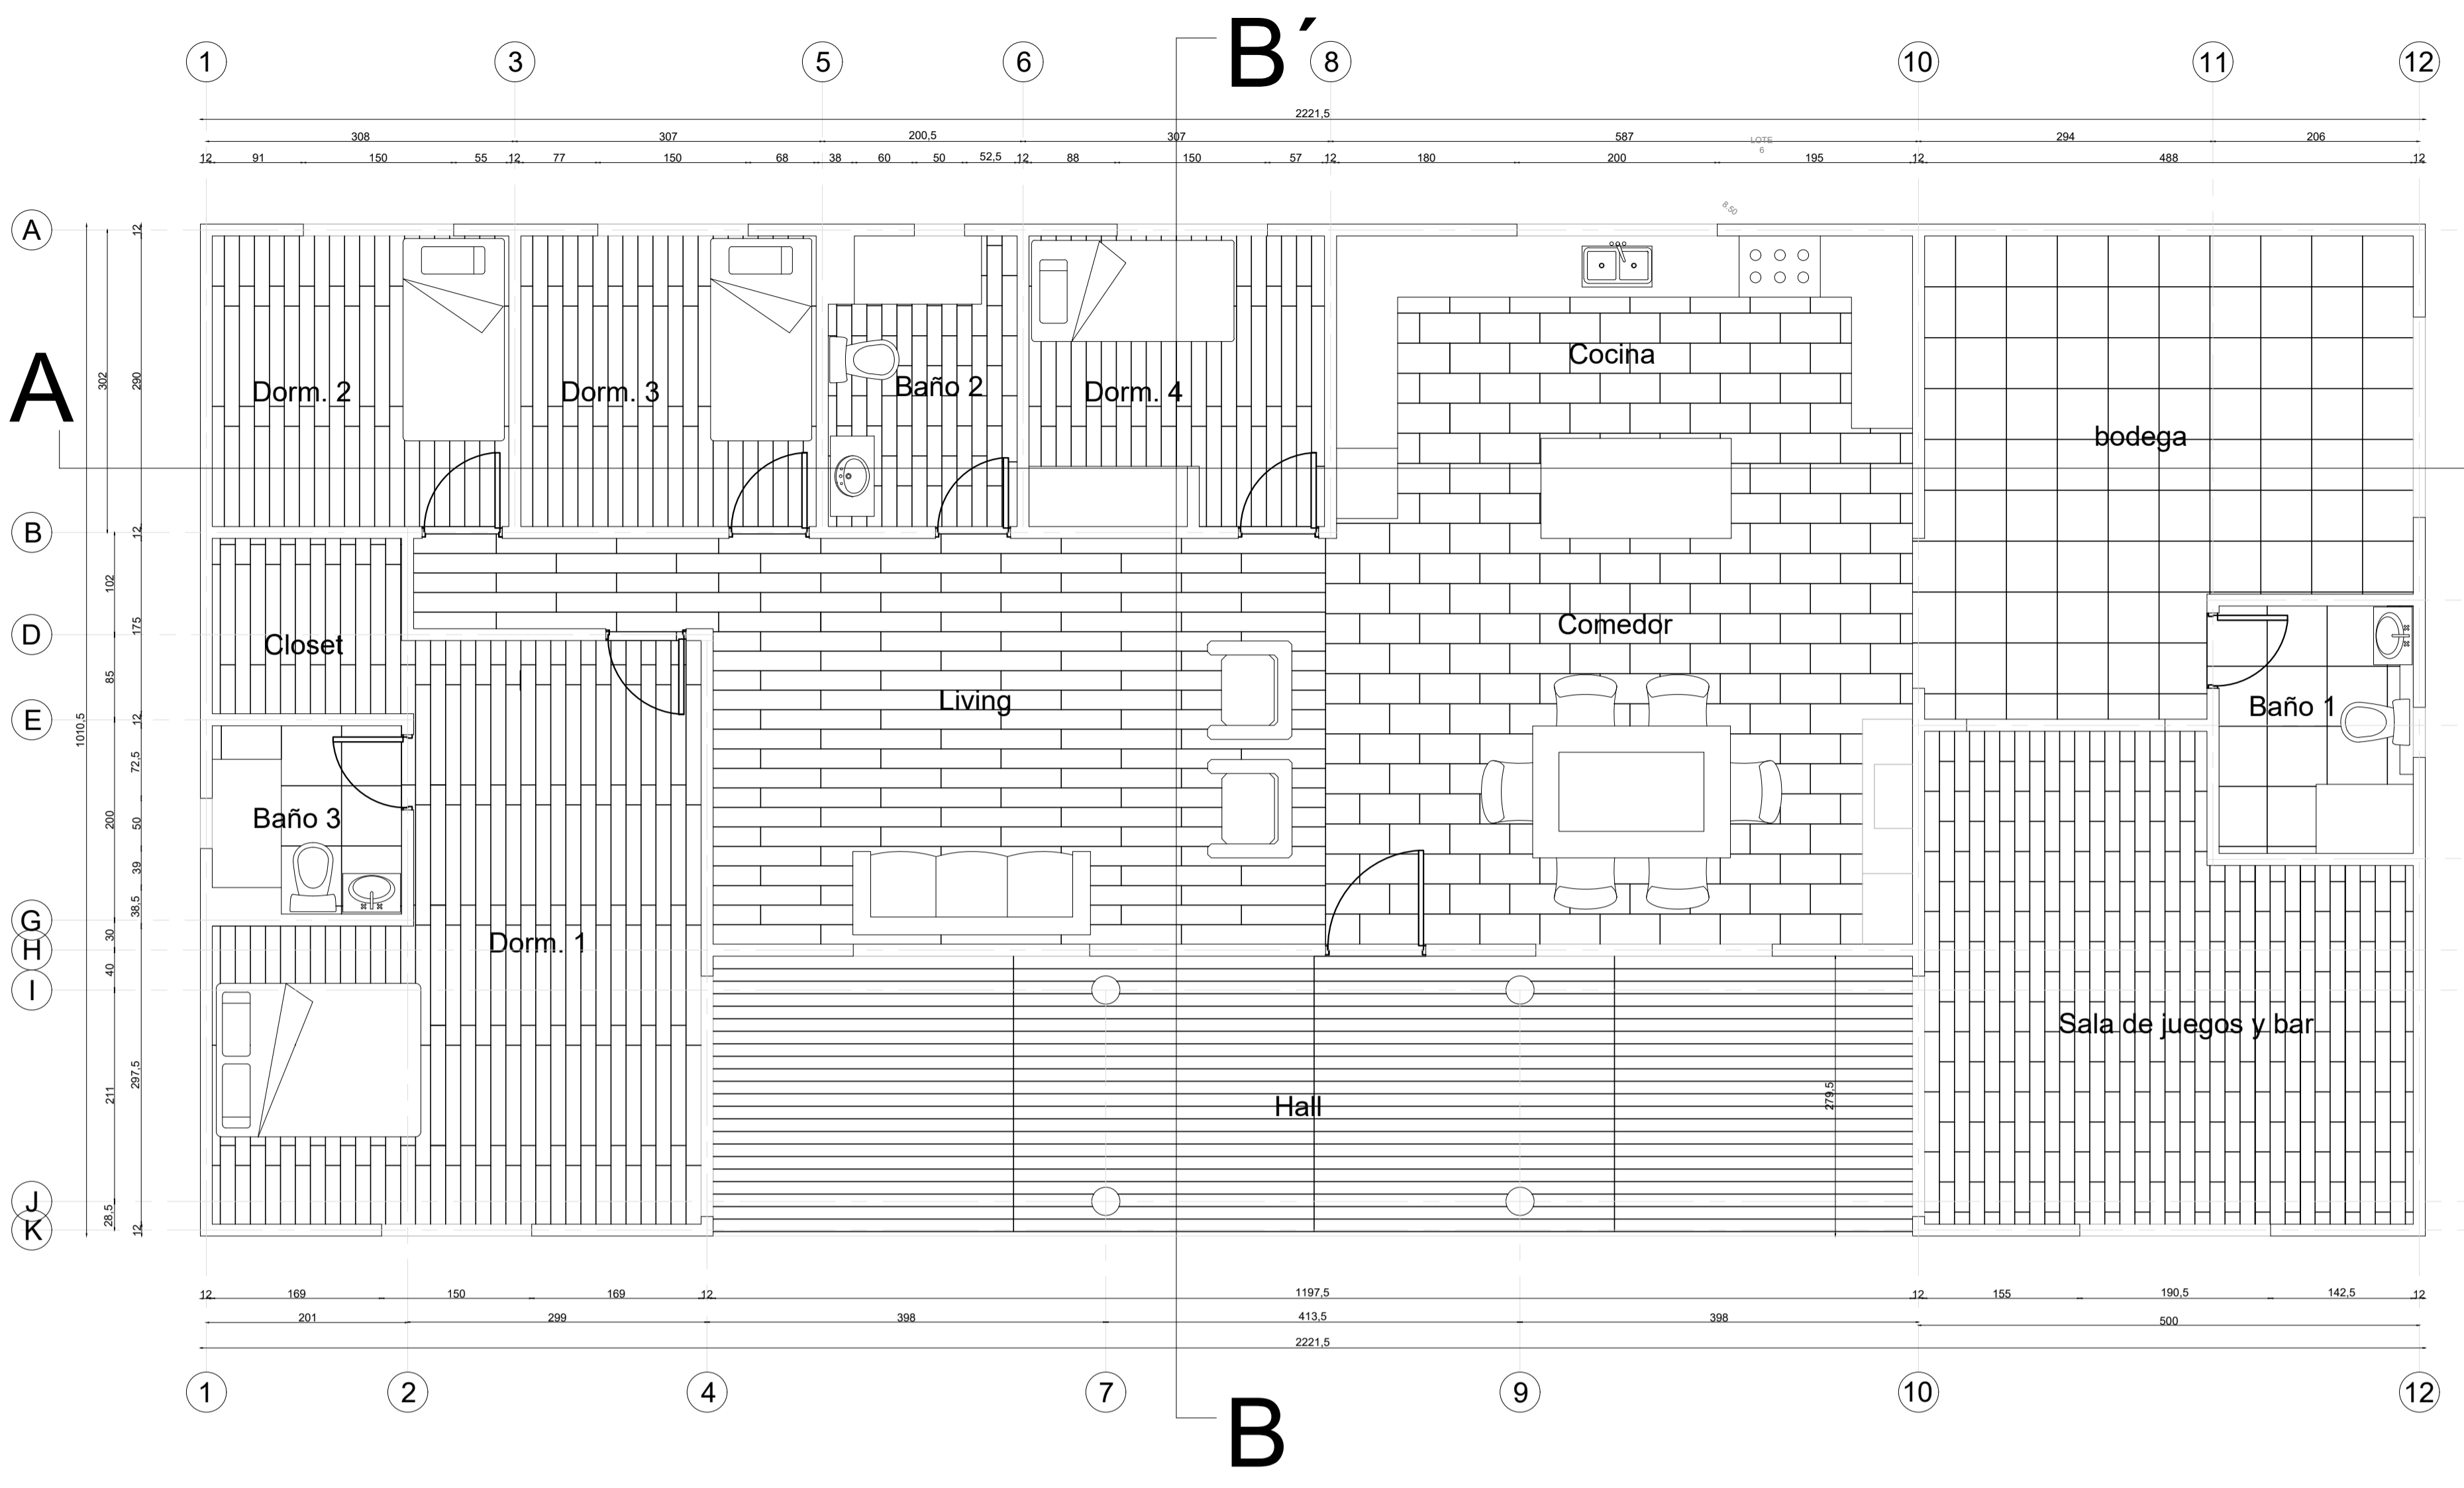 B´
1 3 5 6 8 10 11 12
2221,5
308 307 200,5 307 587 294 206
LOTE
6
12 91 150 55 12 77 150 68 38 60 50 52,5 12 88 150 57 12 180 200 195 12 488 12
8.50
A
B
D
E
G
H
I
J
K
A
1010,5
302
102
85
200
30
40
211
28,5
12
290
12
175
12
72,5
50
39
38,5
297,5
12
Dorm. 2
Dorm. 3
Baño 2
Dorm. 4
Cocina
bodega
Closet
Living
Comedor
Baño 1
Baño 3
Dorm. 1
Sala de juegos y bar
Hall
279,5
12 169 150 169 12 1197,5 12 155 190,5 142,5 12
201 299 398 413,5 398 500
2221,5
1 2 4 7 9 10 12
B